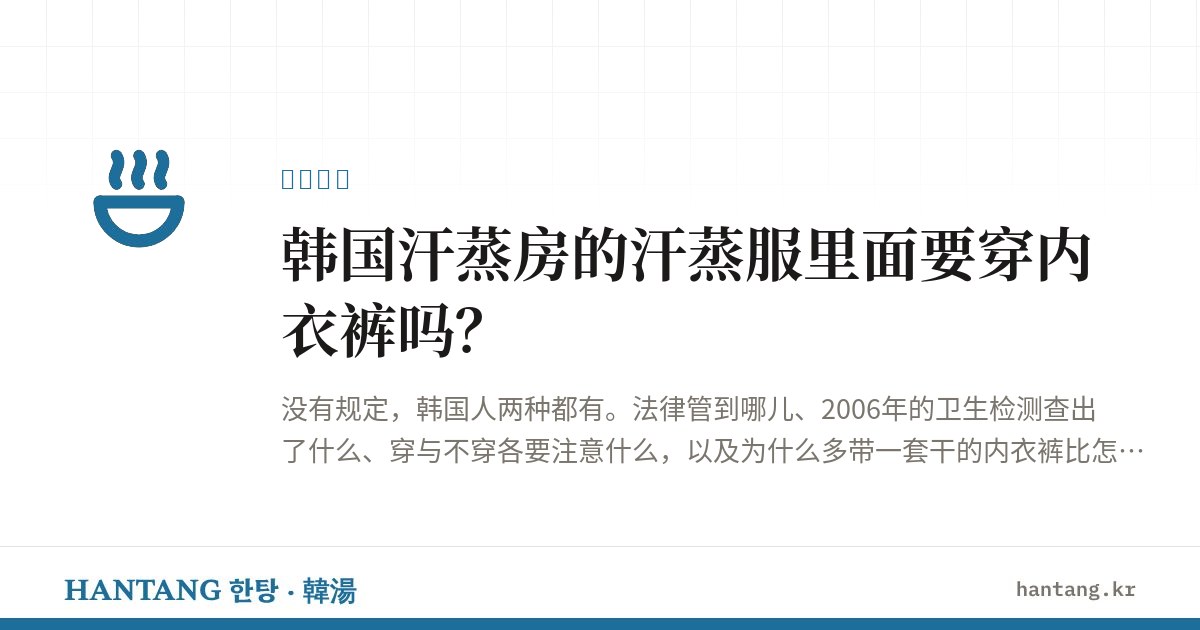 韩国汗蒸房的汗蒸服里面要穿内
衣裤吗？
没有规定，韩国人两种都有。法律管到哪儿、2006年的卫生检测查出
了什么、穿与不穿各要注意什么，以及为什么多带一套干的内衣裤比怎…
HANTANG 한탕 · 韓湯
hantang.kr